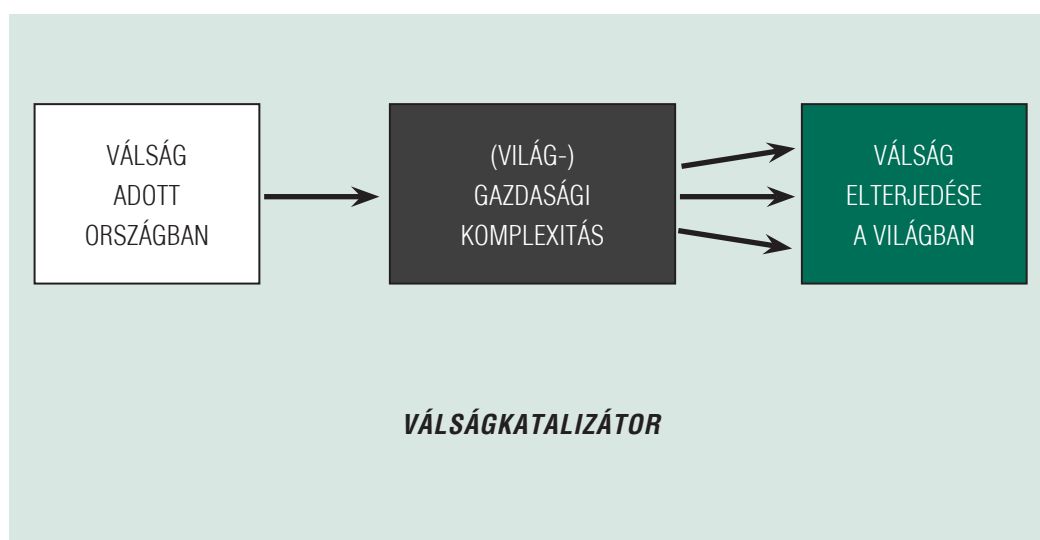 VÁLSÁG
ADOTT
ORSZÁGBAN
(VILÁG-)
GAZDASÁGI
KOMPLEXITÁS
VÁLSÁG
ELTERJEDÉSE
A VILÁGBAN
VÁLSÁGKATALIZÁTOR